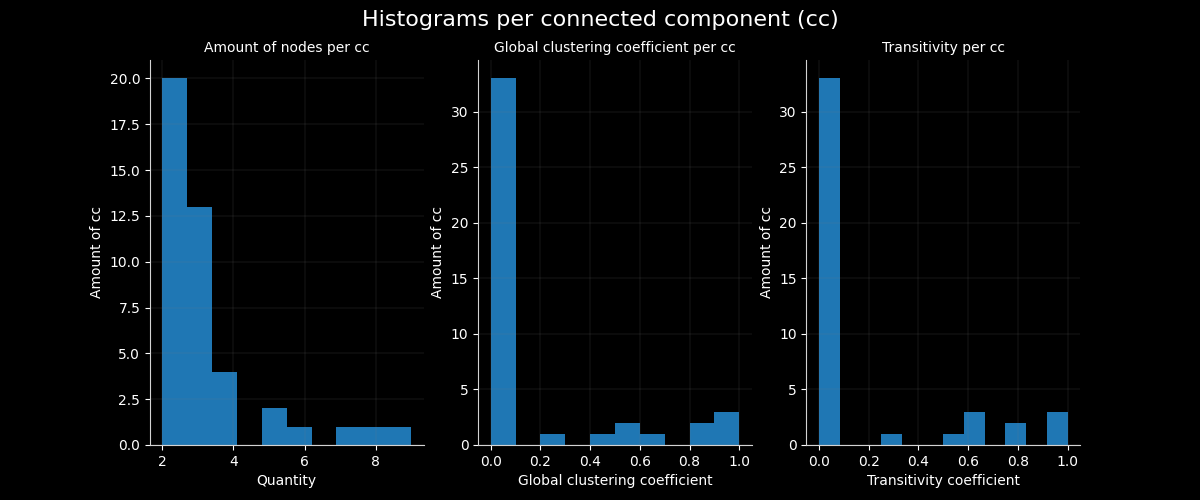 Histograms per connected component (cc)
Amount of nodes per cc
Amount of cc
20.0
17.5
15.0
12.5
10.0
7.5
5.0
2.5
0.0
2 4 6 8
Quantity
Global clustering coefficient per cc
Amount of cc
30
25
20
15
10
5
0
0.0 0.2 0.4 0.6 0.8 1.0
Global clustering coefficient
Transitivity per cc
Amount of cc
30
25
20
15
10
5
0
0.0 0.2 0.4 0.6 0.8 1.0
Transitivity coefficient